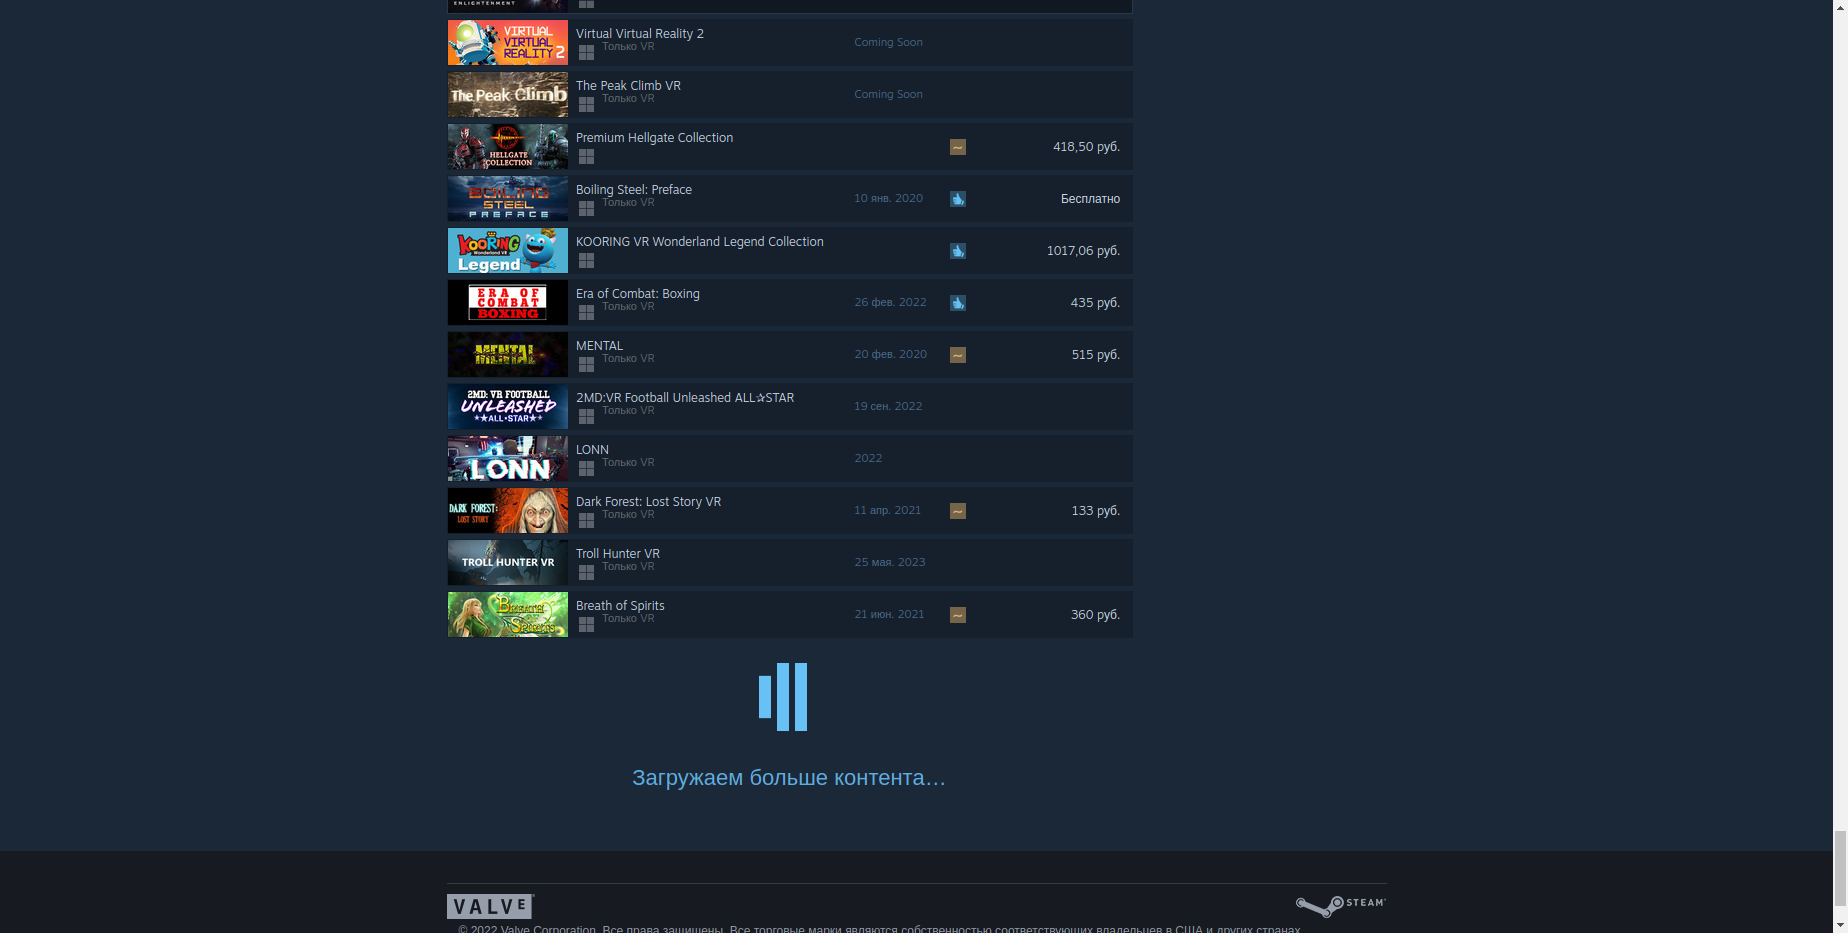 ENLIGHTENMENT
VIRTUAL
VIRTUAL
REALITY 2
Virtual Virtual Reality 2
Только VR
Coming Soon
The Peak Climb
The Peak Climb VR
Только VR
Coming Soon
HELLGATE
COLLECTION
Premium Hellgate Collection
418,50 руб.
BOILING
STEEL
PREFACE
Boiling Steel: Preface
Только VR
10 янв. 2020
Бесплатно
KOORING
Wonderland VR
Legend
KOORING VR Wonderland Legend Collection
1017,06 руб.
ERA OF
COMBAT
BOXING
Era of Combat: Boxing
Только VR
26 фев. 2022
435 руб.
MENTAL
MENTAL
Только VR
20 фев. 2020
515 руб.
2MD: VR FOOTBALL
UNLEASHED
★★ALL★STAR★★
2MD:VR Football Unleashed ALL✰STAR
Только VR
19 сен. 2022
LONN
LONN
Только VR
2022
DARK FOREST:
LOST STORY
Dark Forest: Lost Story VR
Только VR
11 апр. 2021
133 руб.
TROLL HUNTER VR
Troll Hunter VR
Только VR
25 мая. 2023
BREATH
OF
SPIRITS
Breath of Spirits
Только VR
21 июн. 2021
360 руб.
Загружаем больше контента…
VALVE
STEAM
© 2022 Valve Corporation. Все права защищены. Все торговые марки являются собственностью соответствующих владельцев в США и других странах.